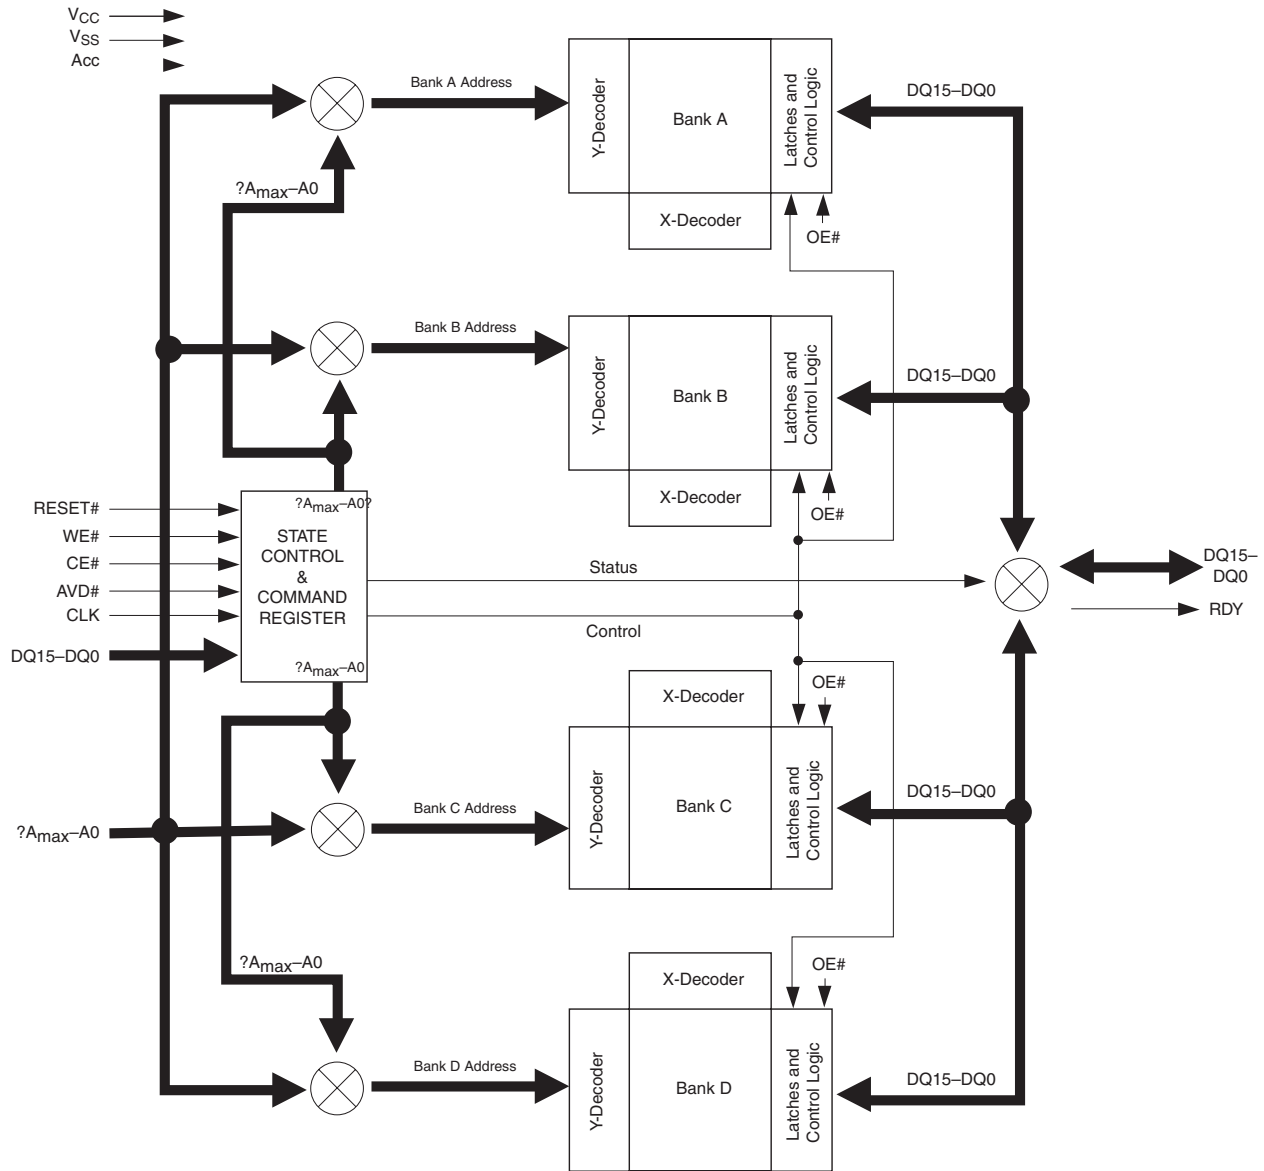 VCC
VSS
Acc
Bank A Address
Y-Decoder
Bank A
Latches and
Control Logic
DQ15–DQ0
?Amax–A0
X-Decoder
OE#
Bank B Address
Y-Decoder
Bank B
Latches and
Control Logic
DQ15–DQ0
X-Decoder
OE#
RESET#
WE#
CE#
AVD#
CLK
DQ15–DQ0
?Amax–A0?
STATE
CONTROL
&
COMMAND
REGISTER
?Amax–A0
Status
Control
DQ15–
DQ0
RDY
X-Decoder
OE#
?Amax–A0
Bank C Address
Y-Decoder
Bank C
Latches and
Control Logic
DQ15–DQ0
?Amax–A0
X-Decoder
OE#
Bank D Address
Y-Decoder
Bank D
Latches and
Control Logic
DQ15–DQ0